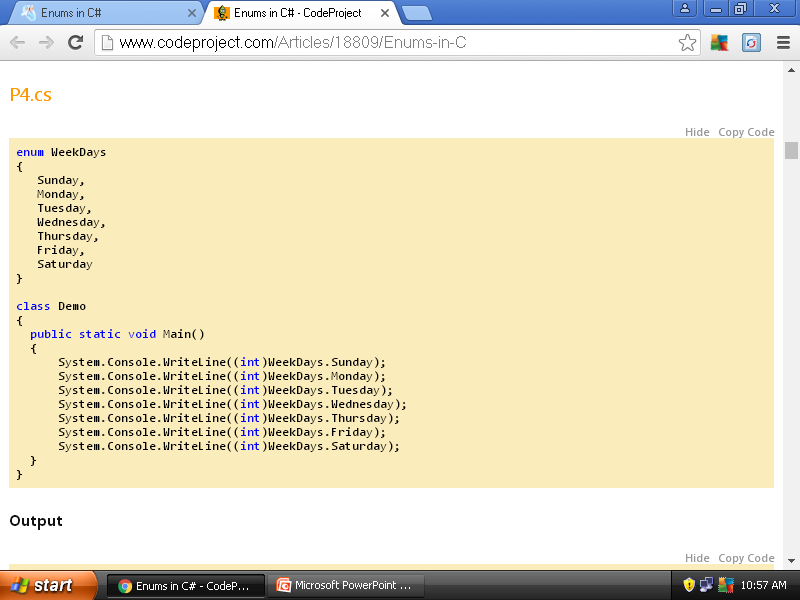 Enums in C#
Enums in C# - CodeProject
www.codeproject.com/Articles/18809/Enums-in-C
P4.cs
Hide Copy Code
enum WeekDays
{
Sunday,
Monday,
Tuesday,
Wednesday,
Thursday,
Friday,
Saturday
}
class Demo
{
public static void Main()
{
System.Console.WriteLine((int)WeekDays.Sunday);
System.Console.WriteLine((int)WeekDays.Monday);
System.Console.WriteLine((int)WeekDays.Tuesday);
System.Console.WriteLine((int)WeekDays.Wednesday);
System.Console.WriteLine((int)WeekDays.Thursday);
System.Console.WriteLine((int)WeekDays.Friday);
System.Console.WriteLine((int)WeekDays.Saturday);
}
}
Output
Hide Copy Code
start
Enums in C# - CodeP...
Microsoft PowerPoint ...
10:57 AM